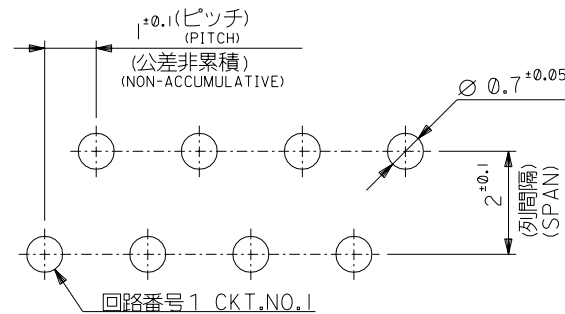 1±0.1(ピッチ)
(PITCH)
(公差非累積)
(NON-ACCUMULATIVE)
Ø 0.7±0.05
2±0.1
(列間隔)
(SPAN)
回路番号1 CKT.NO.1